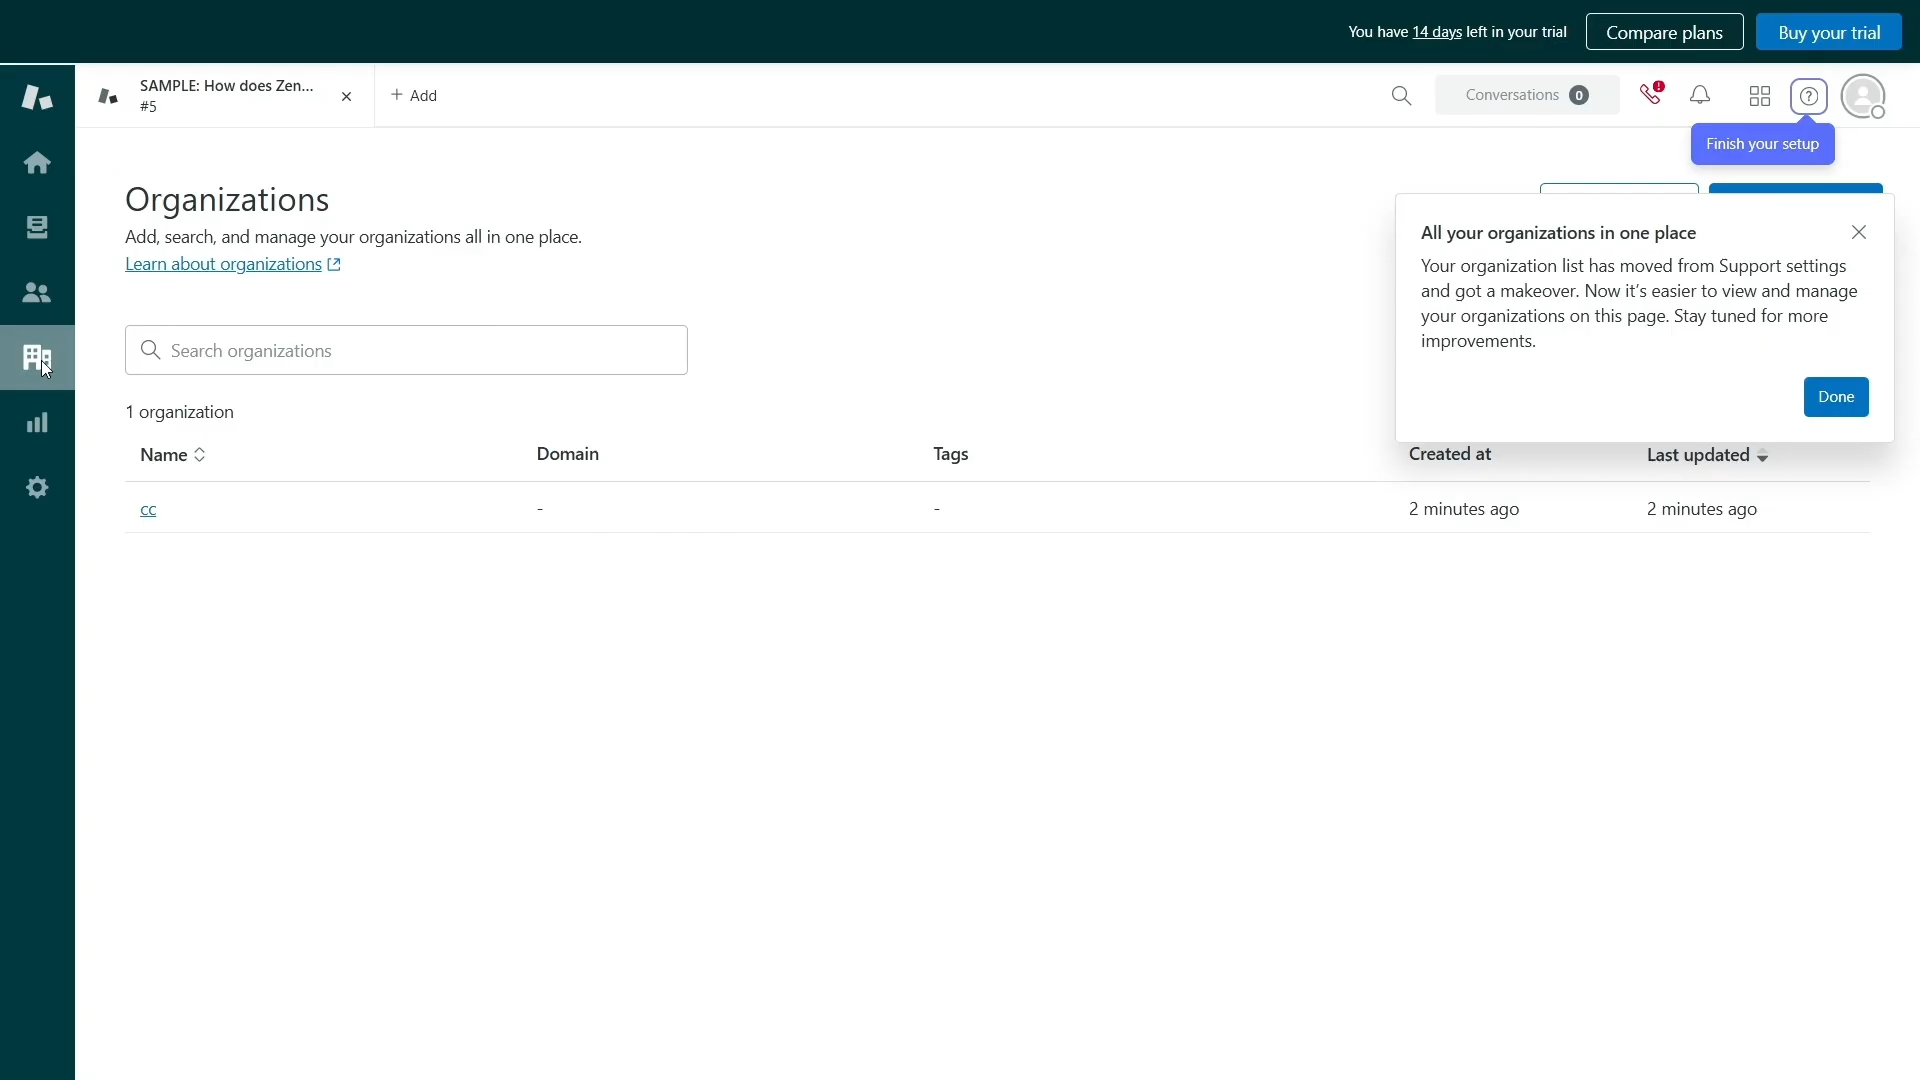 You have 14 days left in your trial
Compare plans
Buy your trial
SAMPLE: How does Zen...
#5
+ Add
Conversations 0
Finish your setup
Organizations
Add, search, and manage your organizations all in one place.
Learn about organizations
All your organizations in one place
Your organization list has moved from Support settings
and got a makeover. Now it's easier to view and manage
your organizations on this page. Stay tuned for more
improvements.
Done
Search organizations
1 organization
Name Domain Tags Created at Last updated
cc - - 2 minutes ago 2 minutes ago